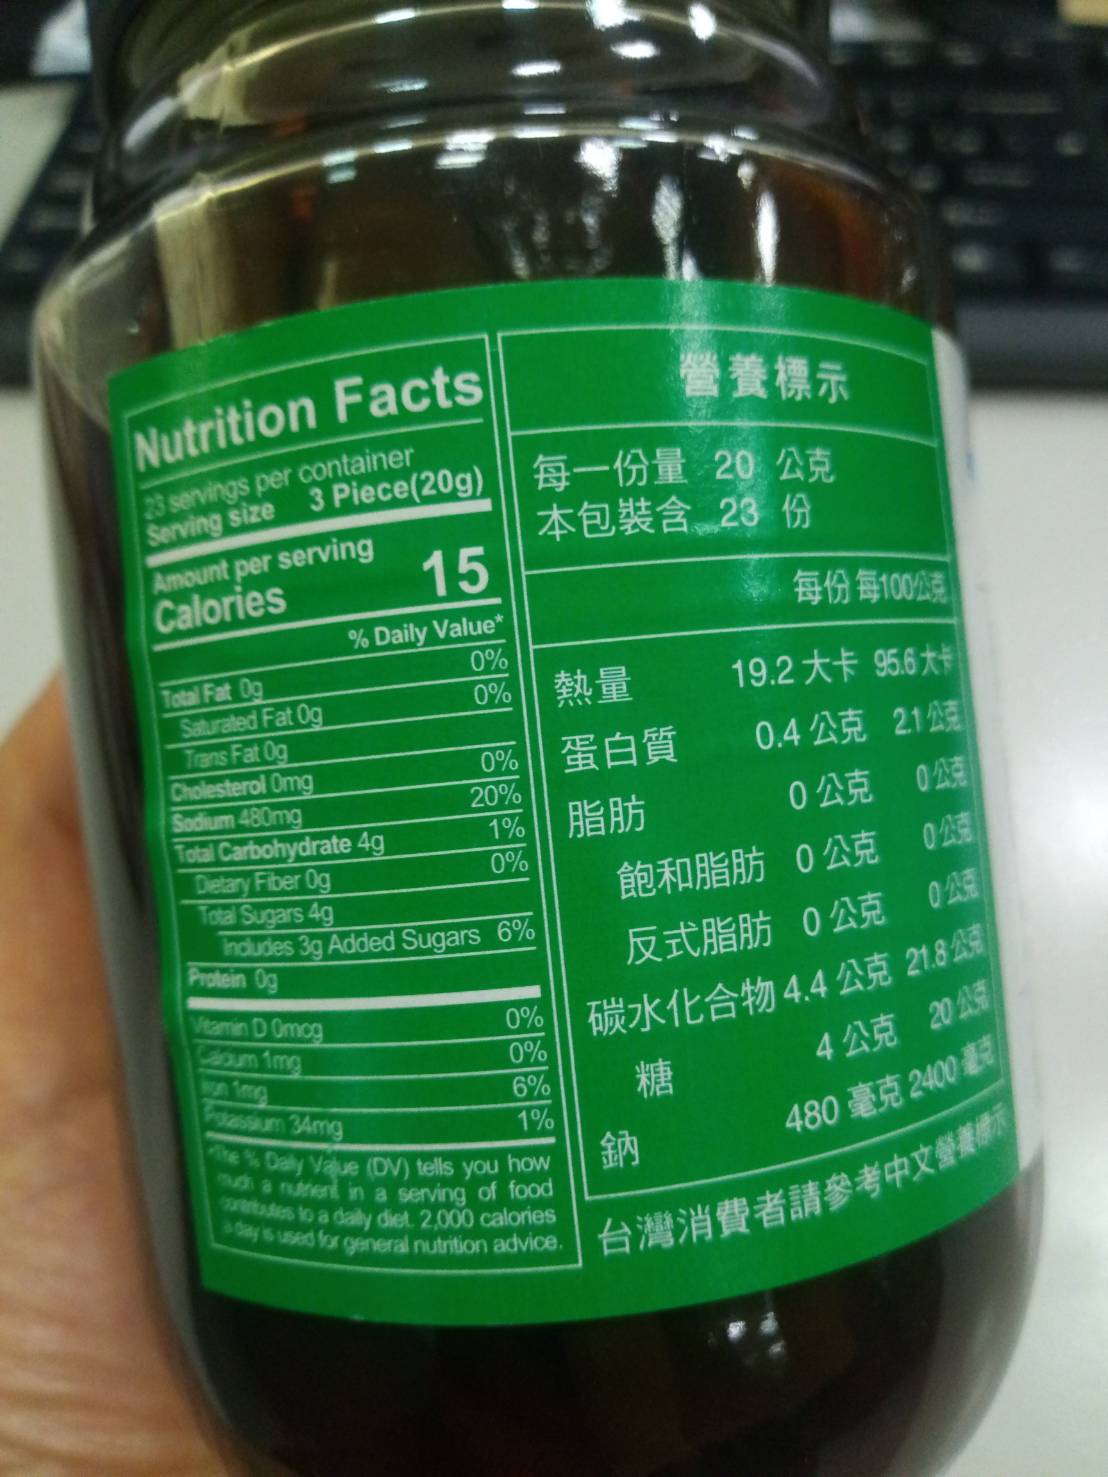 Nutrition Facts
23 servings per container
Serving size 3 Piece(20g)
Amount per serving
Calories 15
% Daily Value*
Total Fat 0g 0%
Saturated Fat 0g 0%
Trans Fat 0g
Cholesterol 0mg 0%
Sodium 480mg 20%
Total Carbohydrate 4g 1%
Dietary Fiber 0g 0%
Total Sugars 4g
Includes 3g Added Sugars 6%
Protein 0g
Vitamin D 0mcg 0%
Calcium 1mg 0%
Iron 1mg 6%
Potassium 34mg 1%
*The % Daily Value (DV) tells you how
much a nutrient in a serving of food
contributes to a daily diet. 2,000 calories
a day is used for general nutrition advice.
營養標示
每一份量 20 公克
本包裝含 23 份
每份 每100公克
熱量 19.2 大卡 95.6 大卡
蛋白質 0.4 公克 2.1 公克
脂肪 0 公克 0 公克
飽和脂肪 0 公克 0 公克
反式脂肪 0 公克 0 公克
碳水化合物 4.4 公克 21.8 公克
糖 4 公克 20 公克
鈉 480 毫克 2400 毫克
台灣消費者請參考中文營養標示